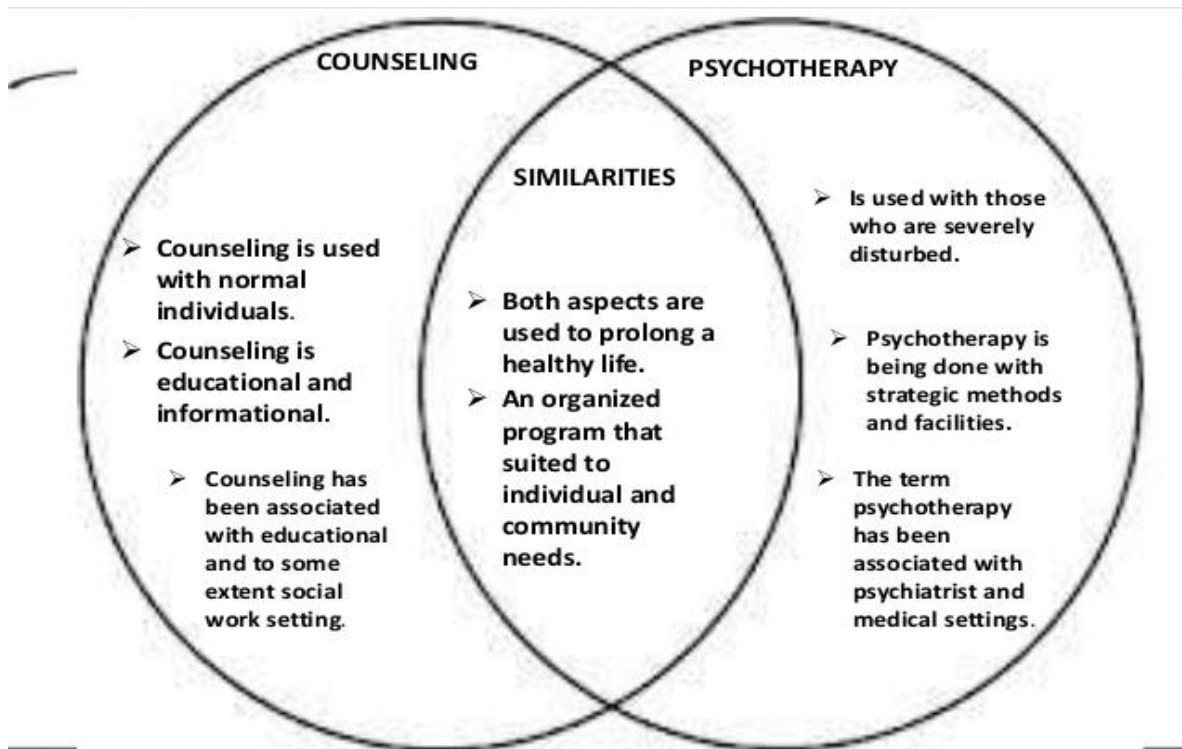 COUNSELING
➢ Counseling is used
with normal
individuals.
➢ Counseling is
educational and
informational.
➢ Counseling has
been associated
with educational
and to some
extent social
work setting.
SIMILARITIES
➢ Both aspects are
used to prolong a
healthy life.
➢ An organized
program that
suited to
individual and
community
needs.
PSYCHOTHERAPY
➢ Is used with those
who are severely
disturbed.
➢ Psychotherapy is
being done with
strategic methods
and facilities.
➢ The term
psychotherapy
has been
associated with
psychiatrist and
medical settings.